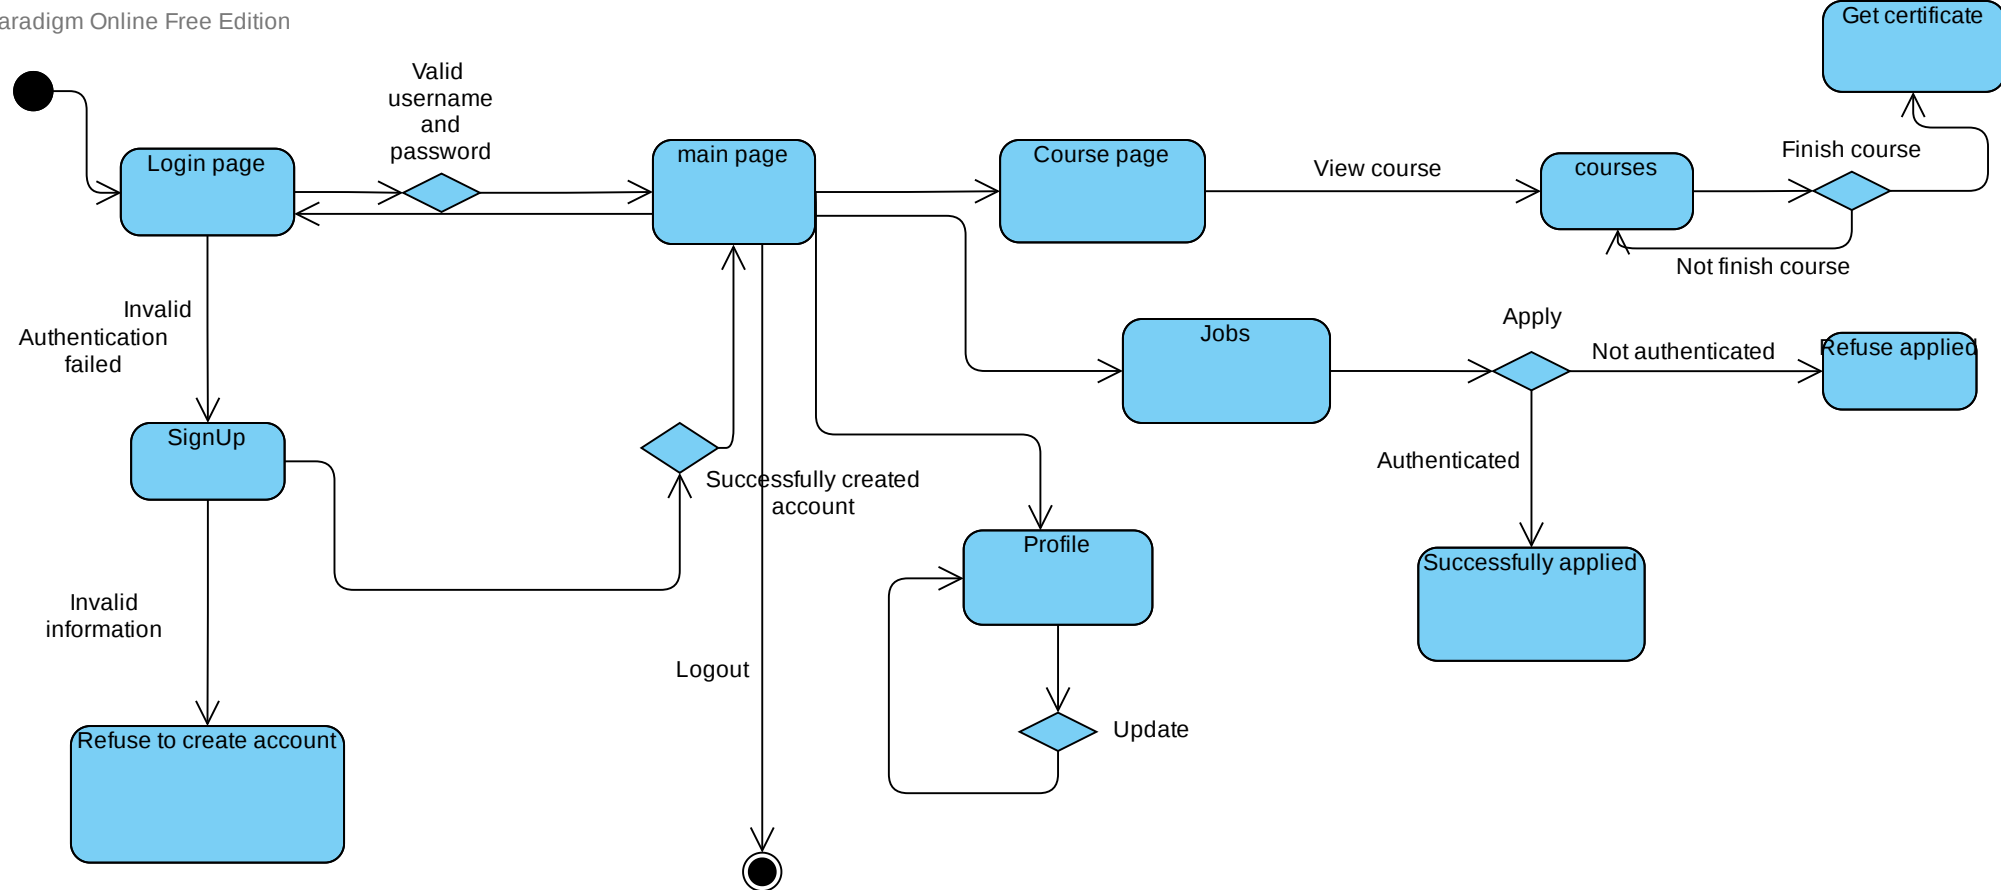 aradigm Online Free Edition
Get certificate
Valid
username
and
password
Login page
main page
Course page
View course
courses
Finish course
Not finish course
Invalid
Authentication
failed
Jobs
Apply
Not authenticated
Refuse applied
SignUp
Successfully created
account
Authenticated
Profile
Successfully applied
Invalid
information
Logout
Update
Refuse to create account